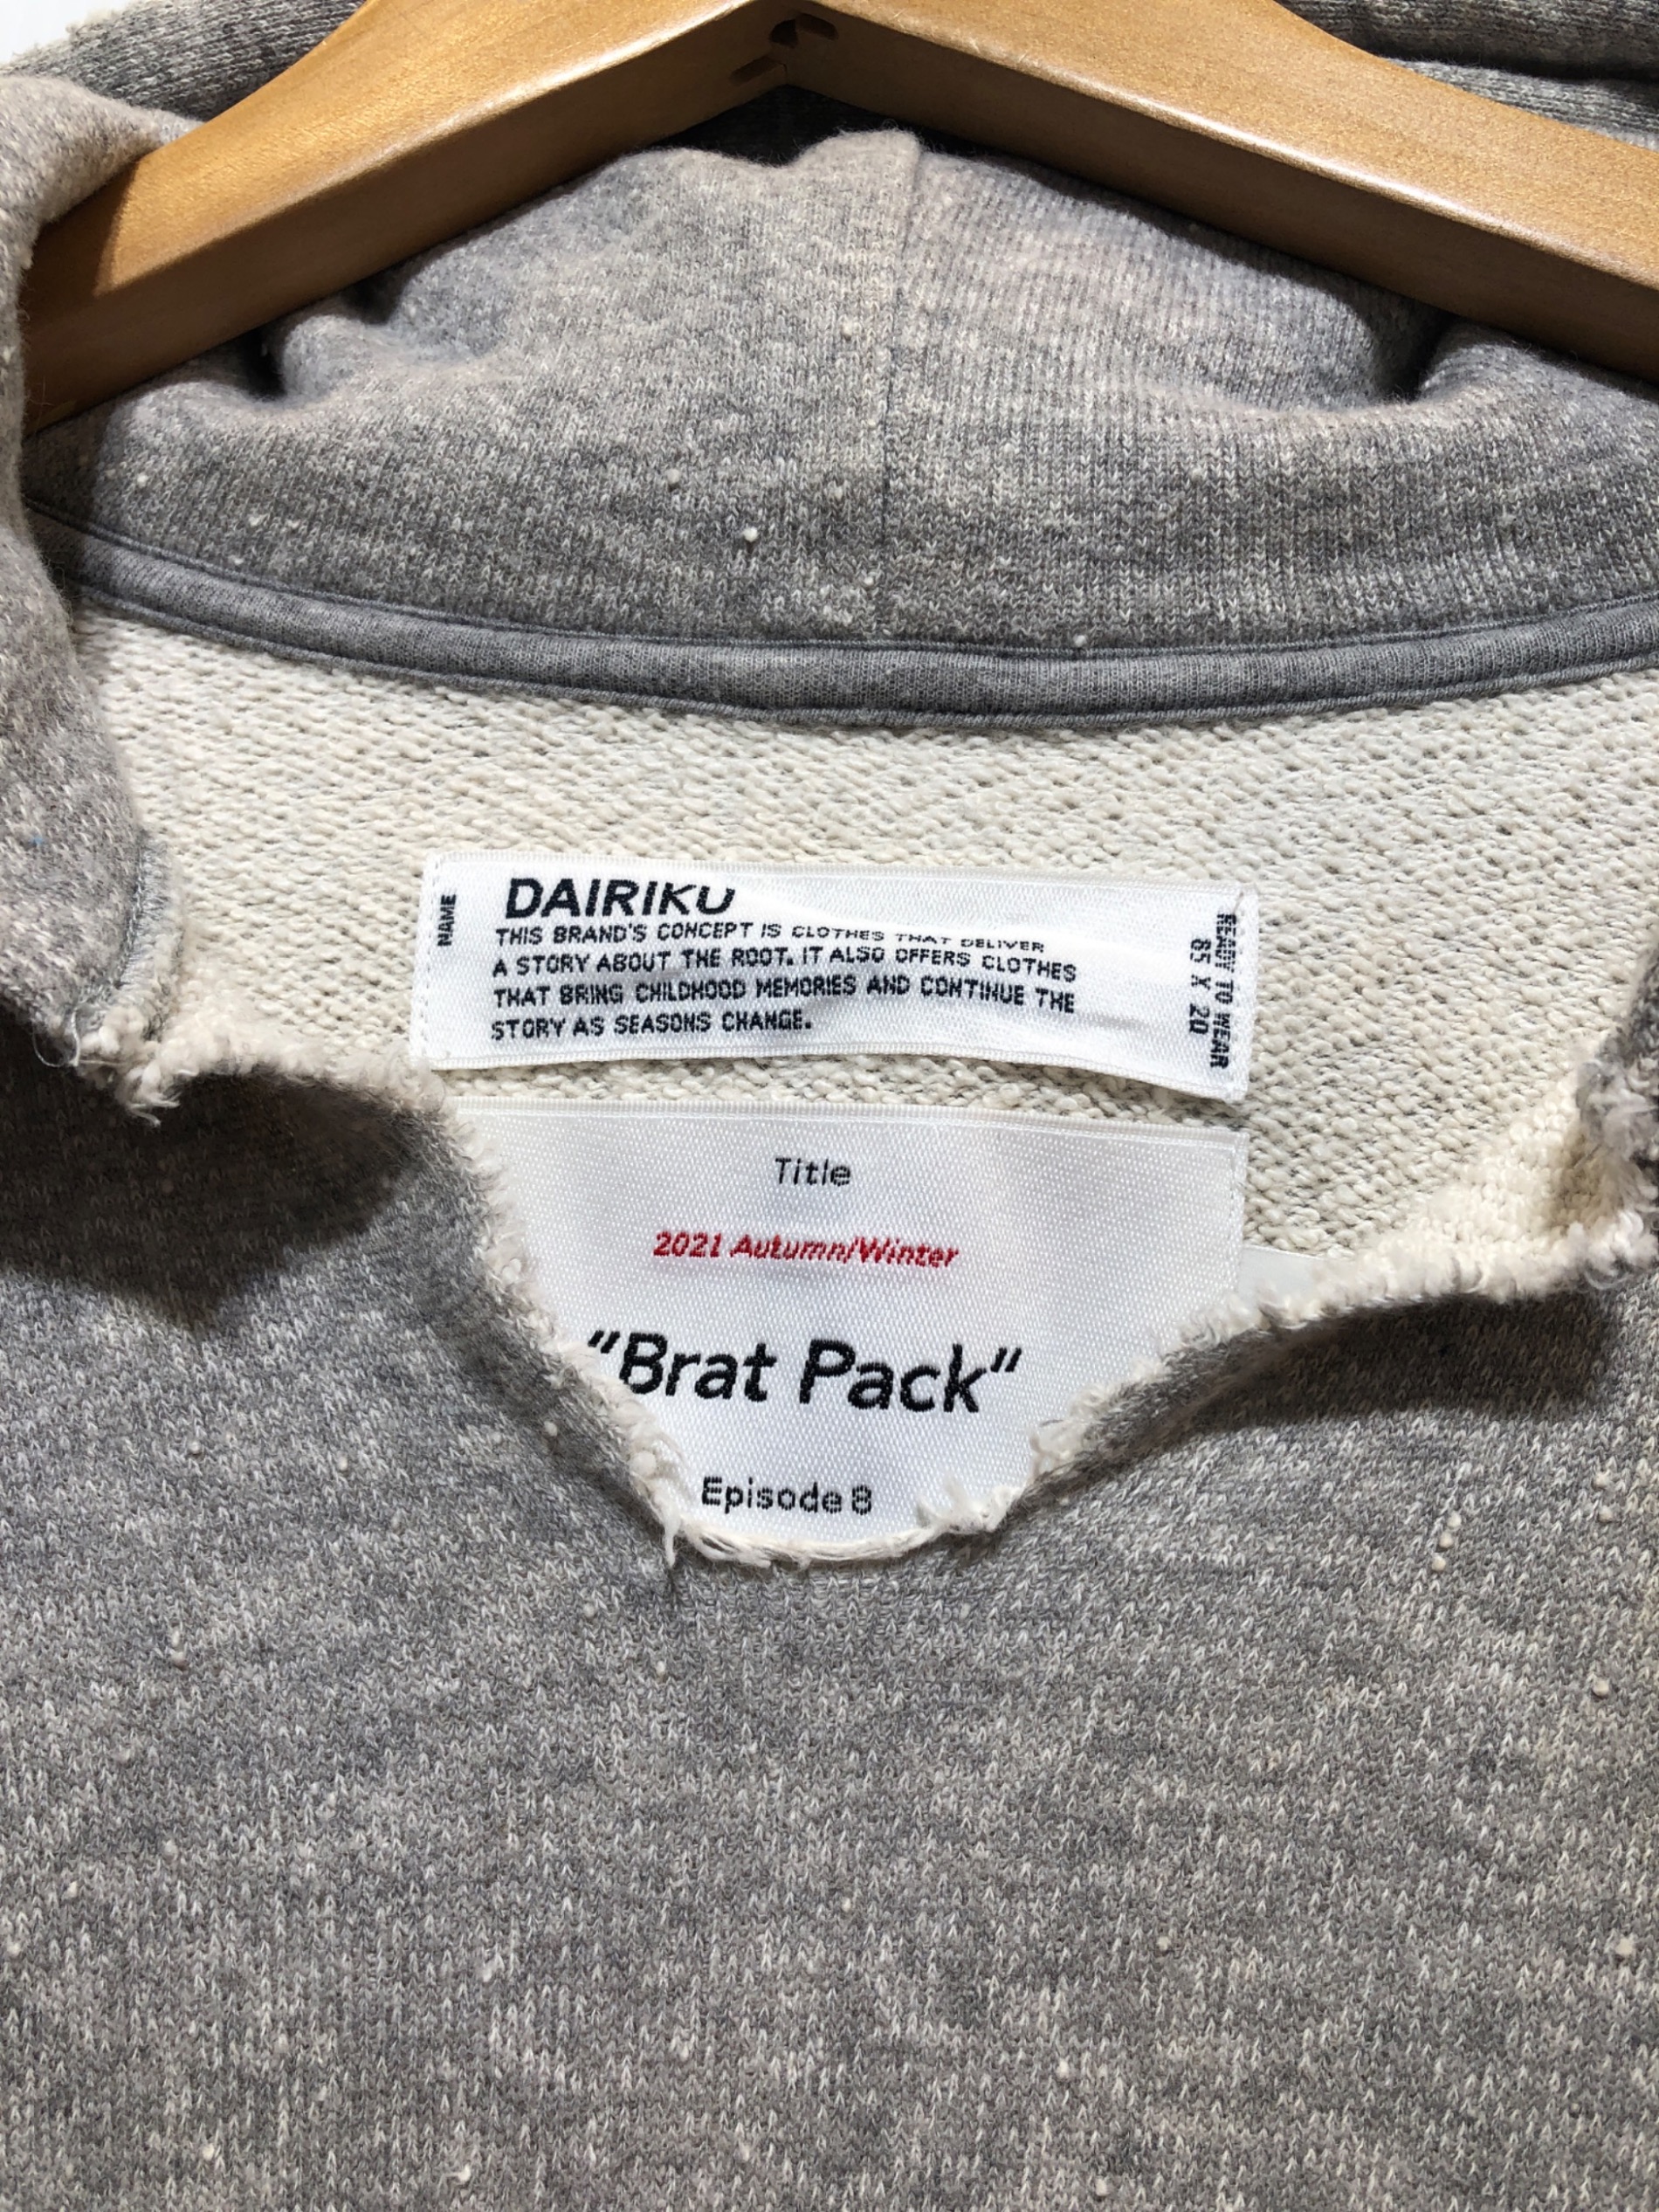 NAME
DAIRIKU
THIS BRAND'S CONCEPT IS CLOTHES THAT DELIVER
A STORY ABOUT THE ROOT. IT ALSO OFFERS CLOTHES
THAT BRING CHILDHOOD MEMORIES AND CONTINUE THE
STORY AS SEASONS CHANGE.
READY TO WEAR
85 X 20
Title
2021 Autumn/Winter
"Brat Pack"
Episode 8